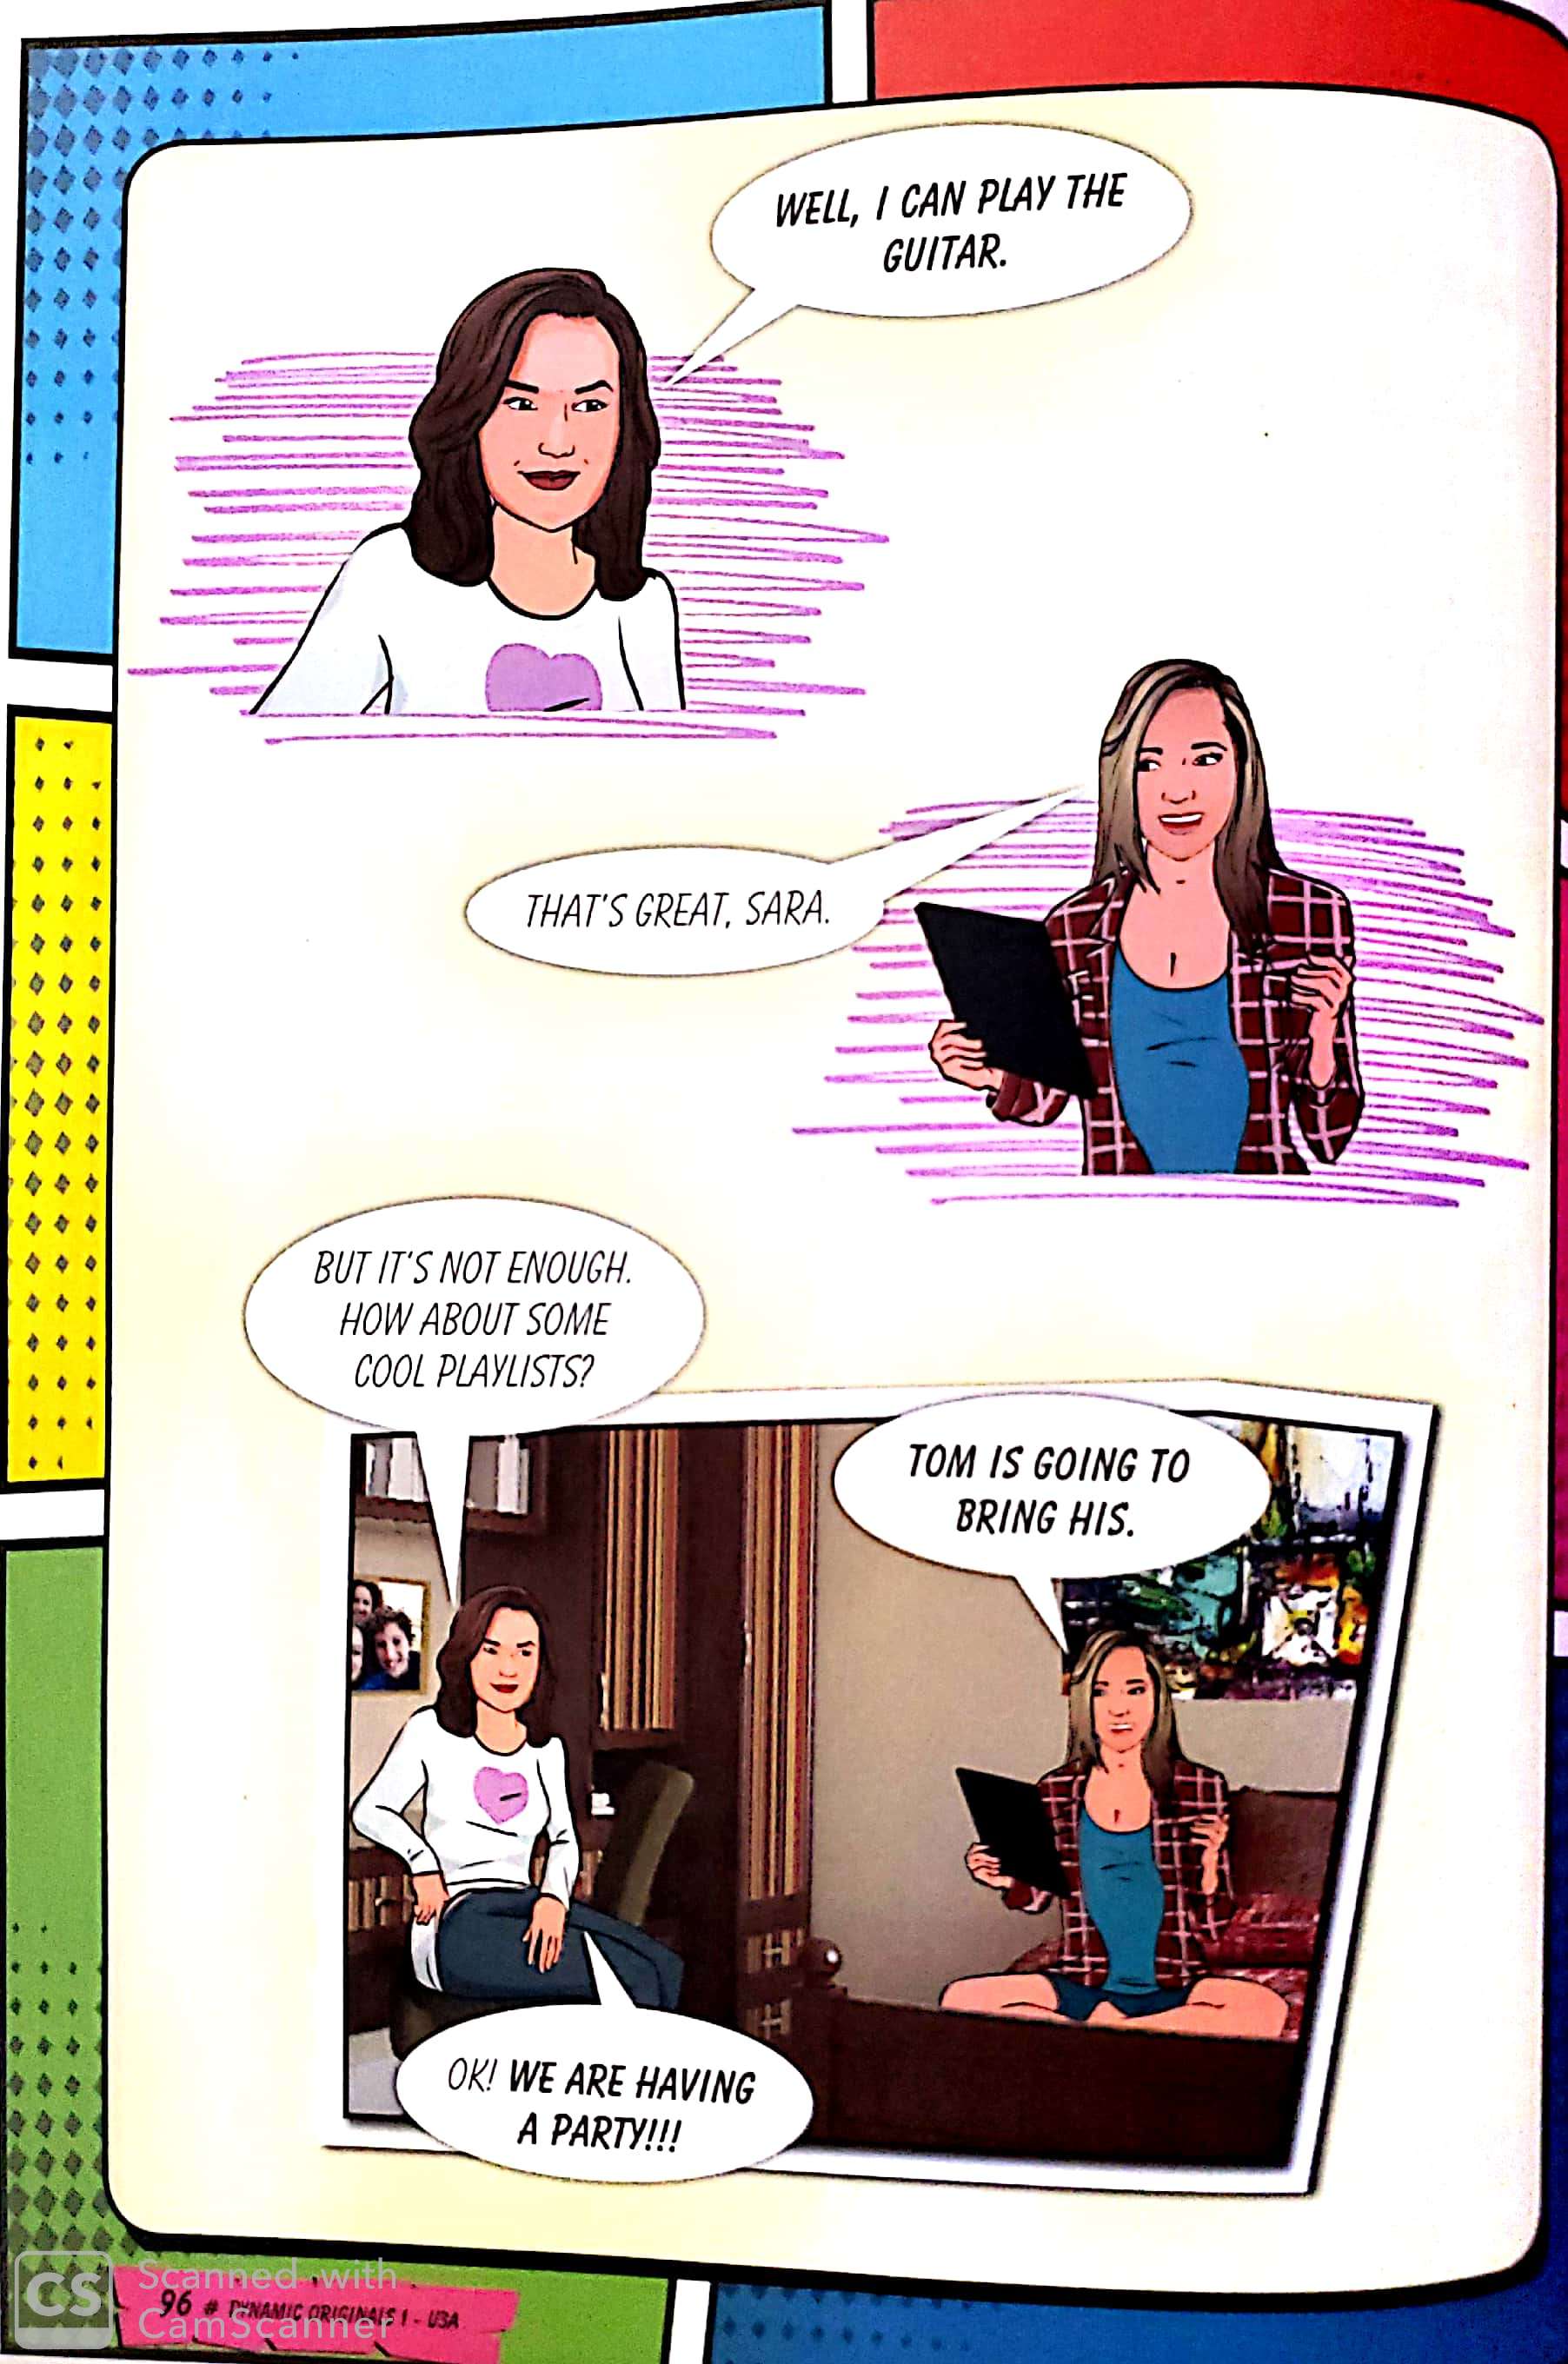 WELL, I CAN PLAY THE
GUITAR.
THAT'S GREAT, SARA.
BUT IT'S NOT ENOUGH.
HOW ABOUT SOME
COOL PLAYLISTS?
TOM IS GOING TO
BRING HIS.
OK! WE ARE HAVING
A PARTY!!!
96 # DYNAMIC ORIGINALS 1 - USA
CS
Scanned with
CamScanner